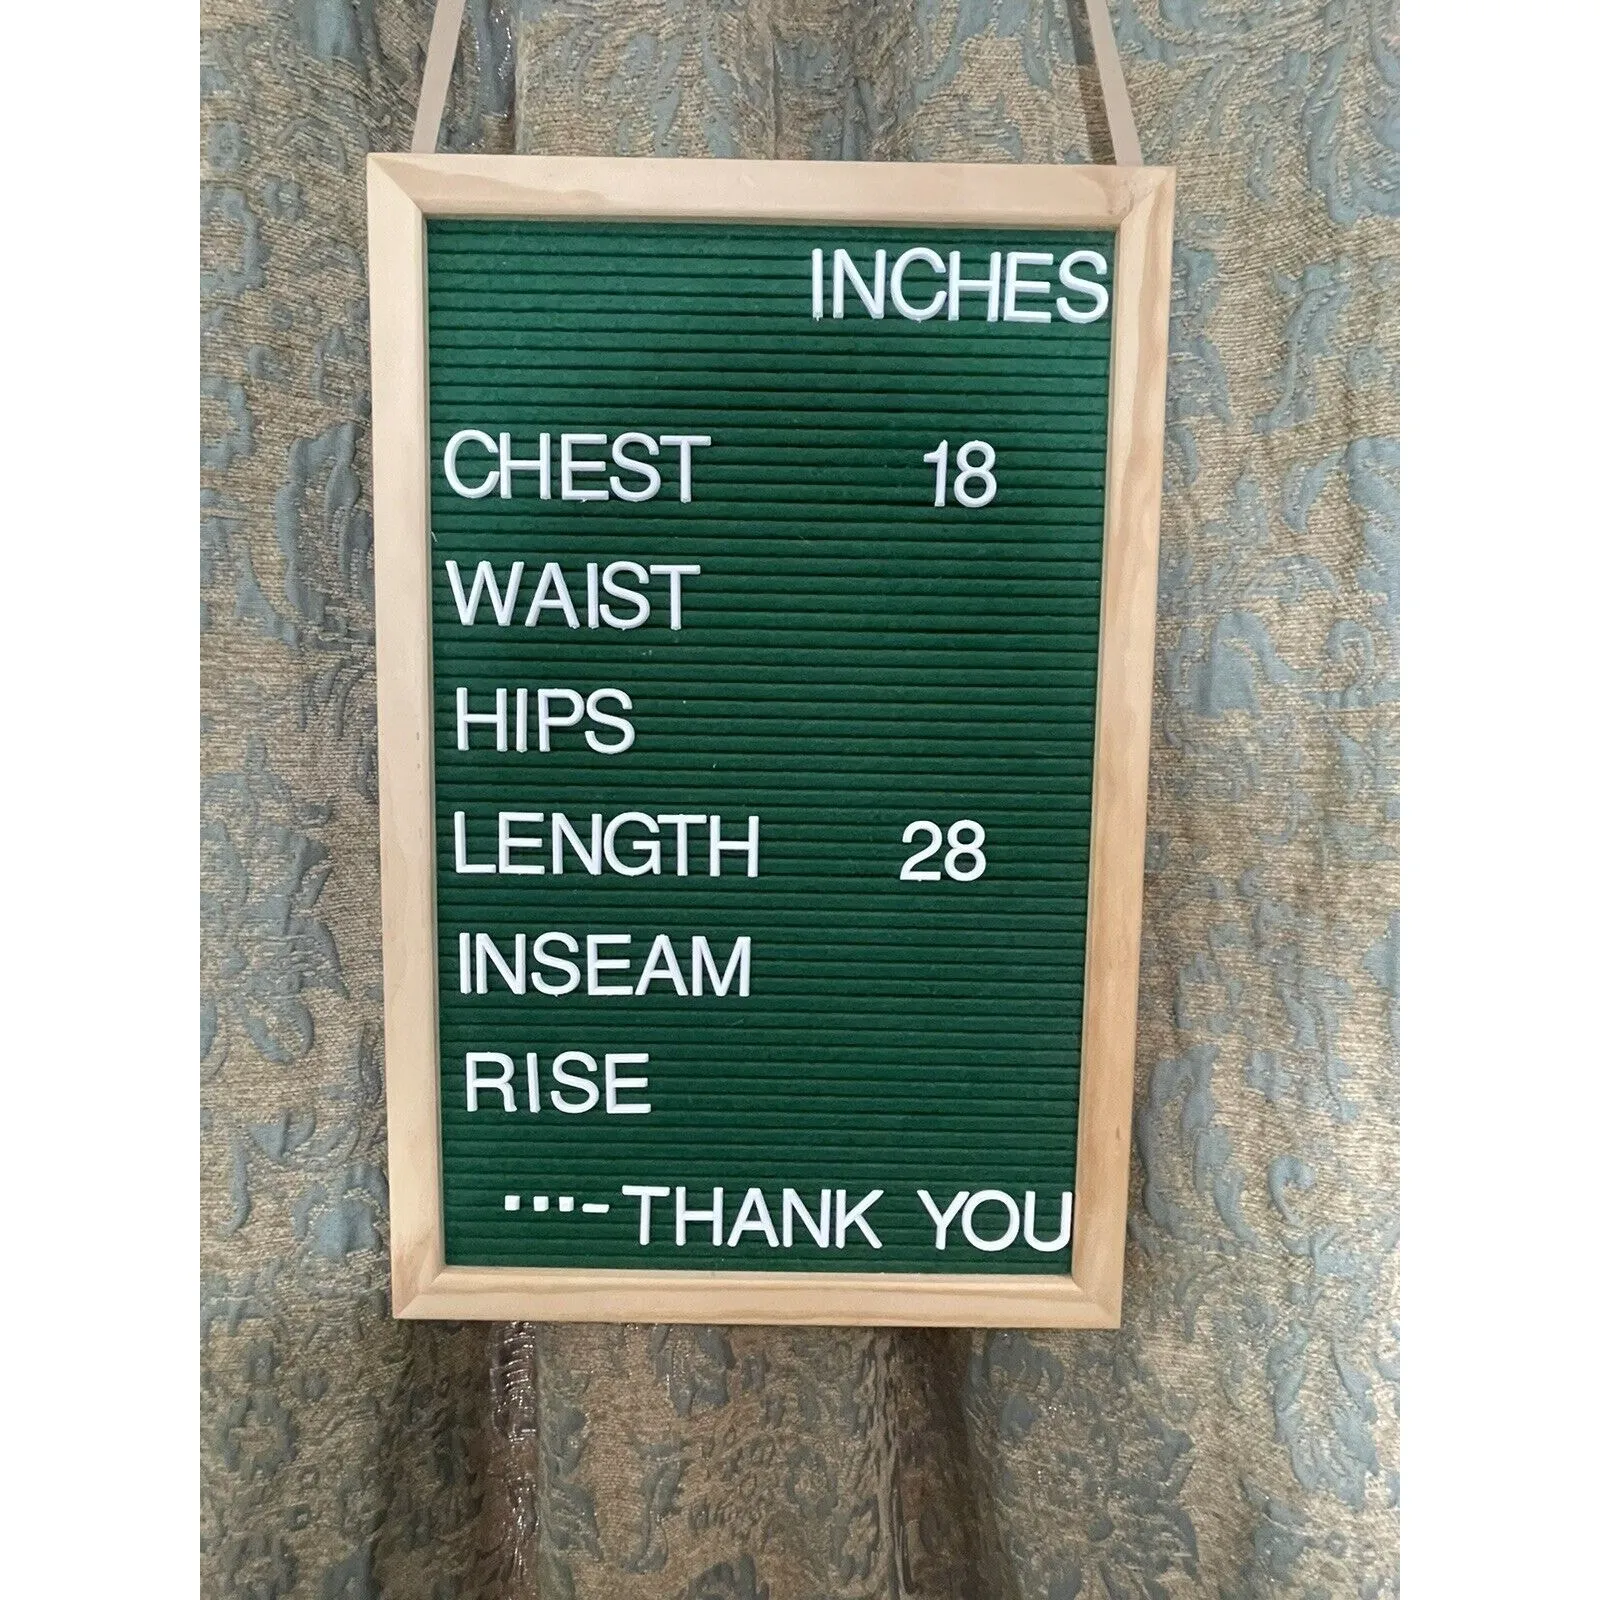 INCHES
CHEST 18
WAIST
HIPS
LENGTH 28
INSEAM
RISE
...-THANK YOU